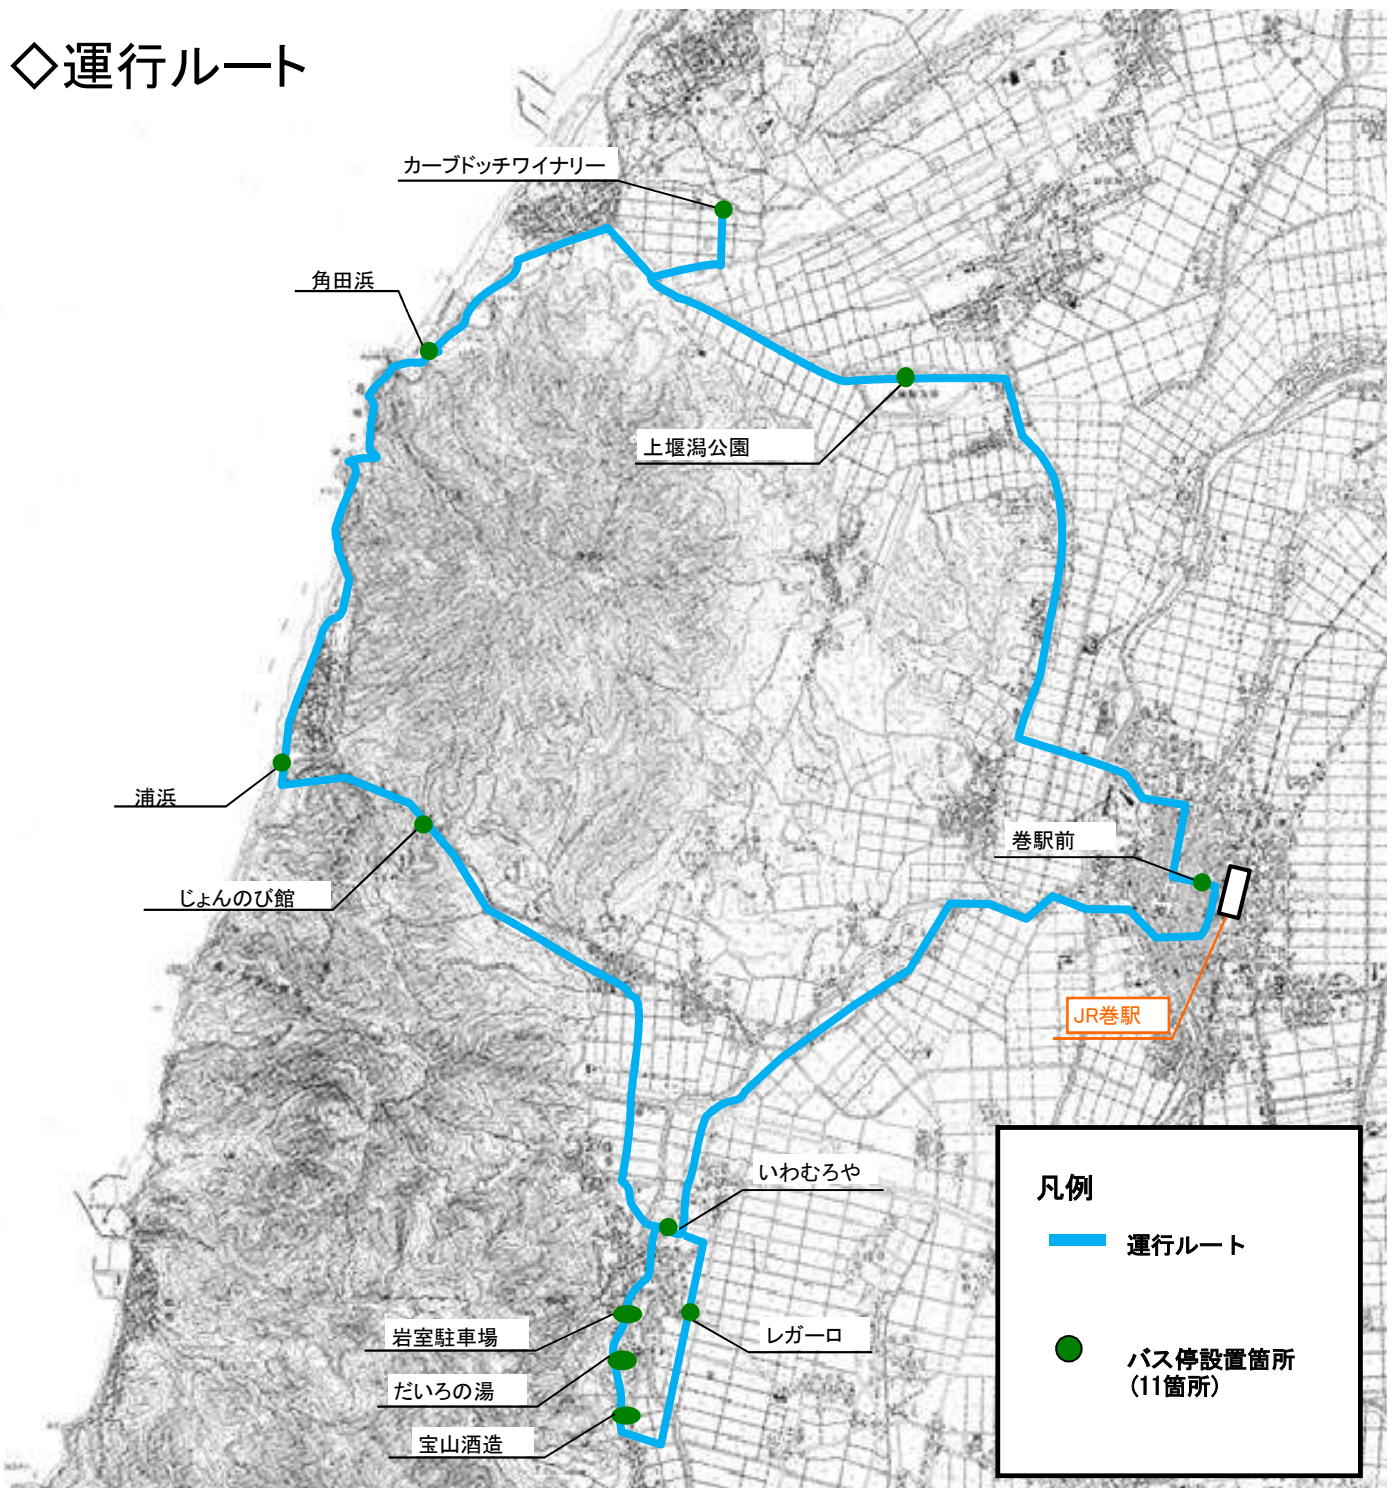 ◇運行ルート
カーブドッチワイナリー
角田浜
上堰潟公園
浦浜
巻駅前
じょんのび館
JR巻駅
いわむろや
岩室駐車場
レガーロ
だいろの湯
宝山酒造
凡例
運行ルート
バス停設置箇所
(11箇所)